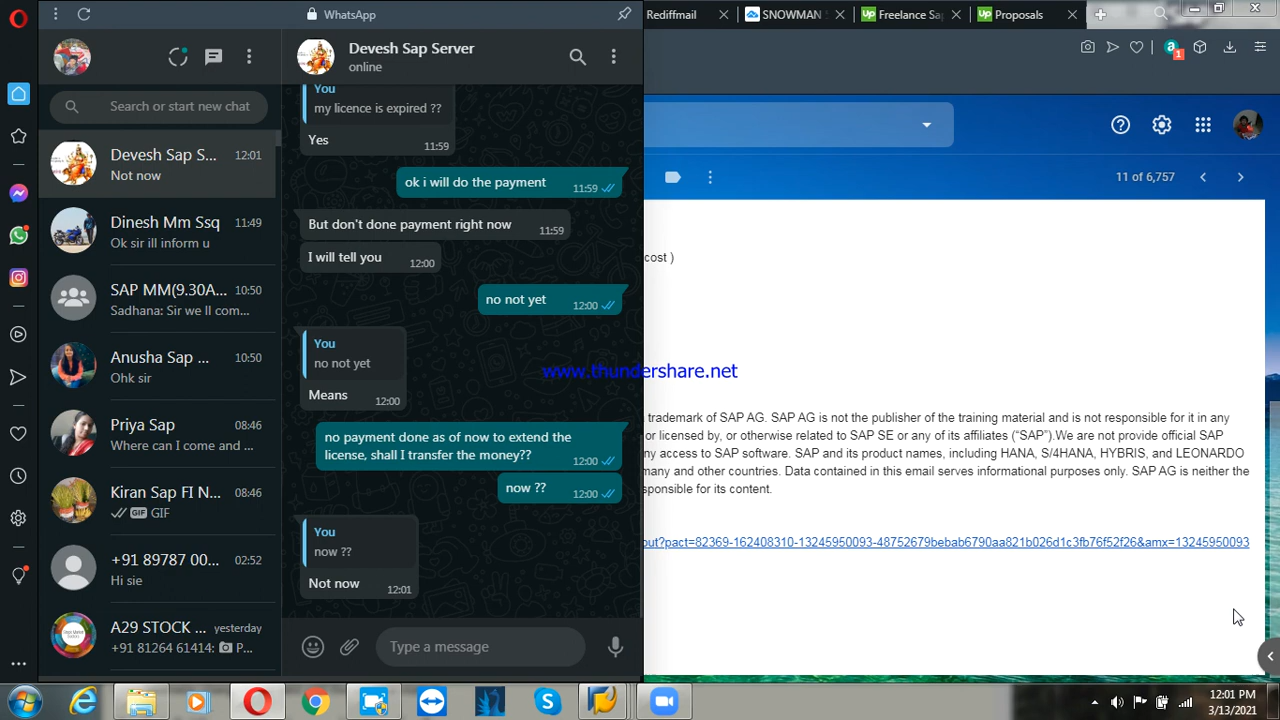 WhatsApp
Rediffmail
SNOWMAN
Freelance Sa
Proposals
Devesh Sap Server
online
1
Search or start new chat
Devesh Sap S... 12:01
Not now
Dinesh Mm Ssq 11:49
Ok sir ill inform u
SAP MM(9.30A... 10:50
Sadhana: Sir we ll com...
Anusha Sap ... 10:50
Ohk sir
Priya Sap 08:46
Where can I come and ...
Kiran Sap FI N... 08:46
GIF GIF
+91 89787 00... 02:52
Hi sie
A29 STOCK ... yesterday
+91 81264 61414: P...
You
my licence is expired ??
Yes 11:59
ok i will do the payment 11:59
But don't done payment right now 11:59
I will tell you 12:00
no not yet 12:00
You
no not yet
Means 12:00
no payment done as of now to extend the
license, shall I transfer the money?? 12:00
now ?? 12:00
You
now ??
Not now 12:01
Type a message
11 of 6,757
cost )
www.thundershare.net
trademark of SAP AG. SAP AG is not the publisher of the training material and is not responsible for it in any
or licensed by, or otherwise related to SAP SE or any of its affiliates (“SAP”).We are not provide official SAP
ny access to SAP software. SAP and its product names, including HANA, S/4HANA, HYBRIS, and LEONARDO
many and other countries. Data contained in this email serves informational purposes only. SAP AG is neither the
sponsible for its content.
out?pact=82369-162408310-13245950093-48752679bebab6790aa821b026d1c3fb76f52f26&amx=13245950093
12:01 PM
3/13/2021